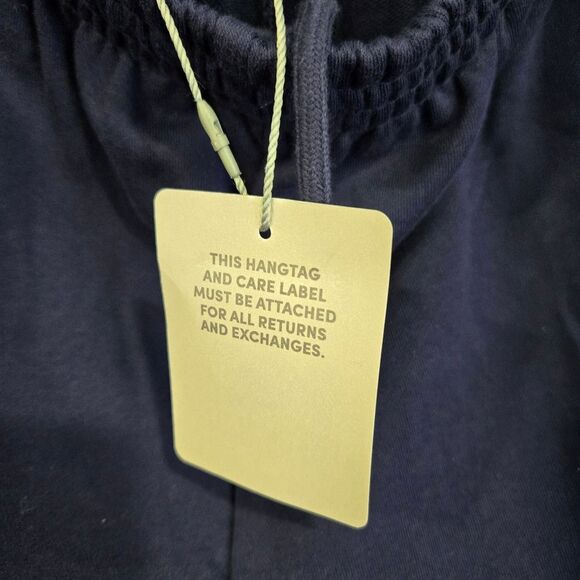 THIS HANGTAG
AND CARE LABEL
MUST BE ATTACHED
FOR ALL RETURNS
AND EXCHANGES.